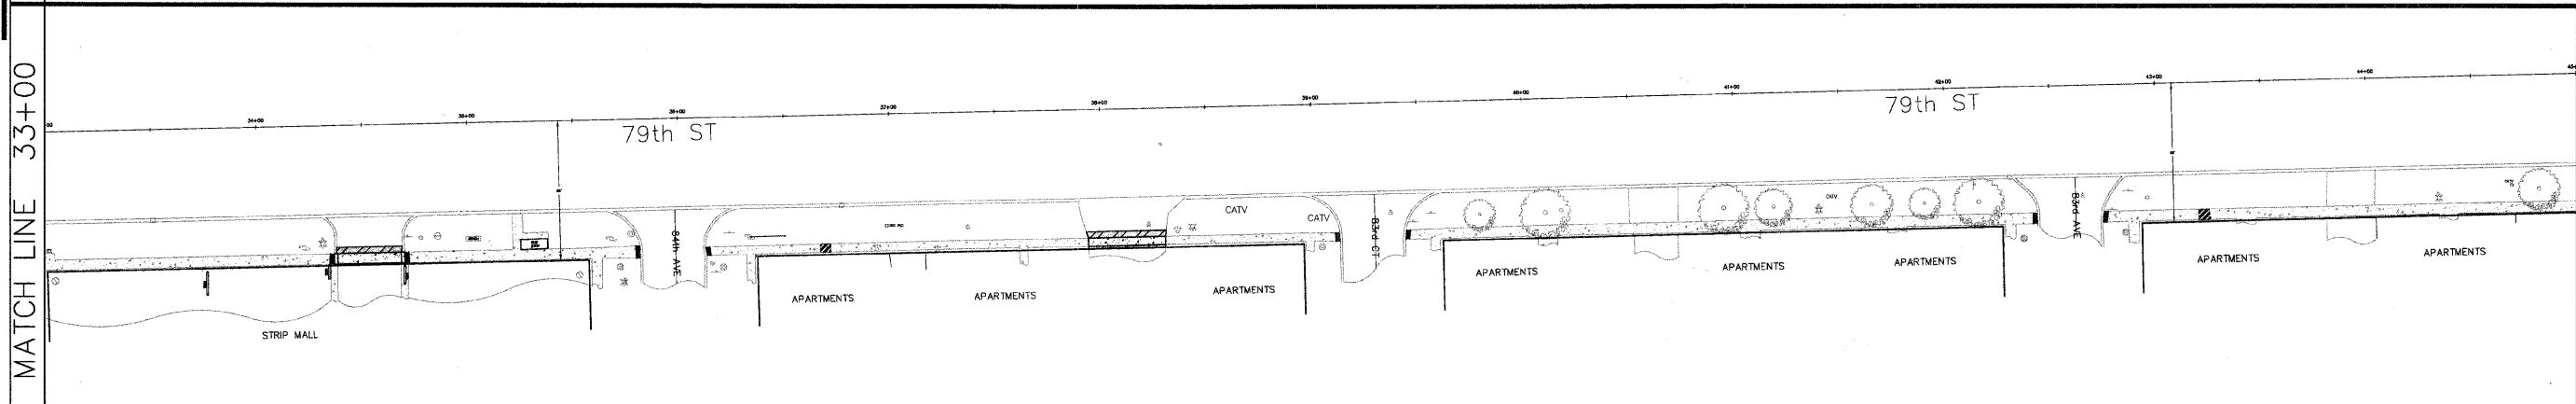 MATCH LINE 33+00
34+00
35+00
36+00
37+00
38+00
39+00
40+00
41+00
42+00
43+00
44+00
79th ST
79th ST
84th AVE
CATV
CATV
83rd CT
CATV
83rd AVE
STRIP MALL
APARTMENTS
APARTMENTS
APARTMENTS
APARTMENTS
APARTMENTS
APARTMENTS
APARTMENTS
APARTMENTS